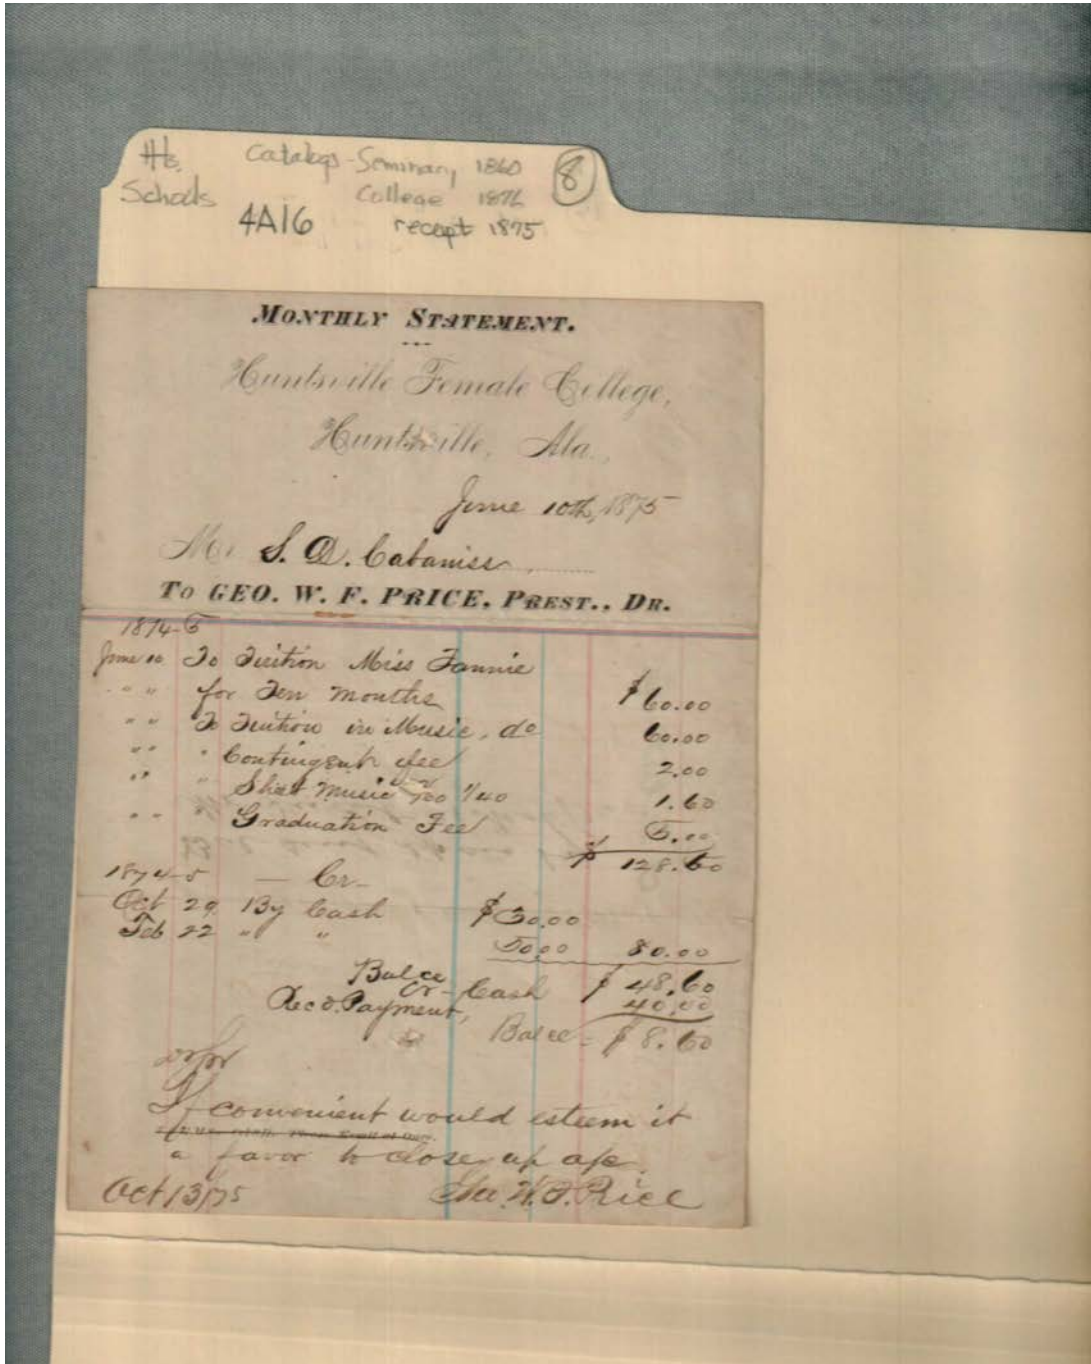 Hs. Catalogs - Seminary 1860 8
Schools College 1876
4A16 receipt 1875
MONTHLY STATEMENT.
Huntsville Female College,
Huntsville, Ala.,
June 10th, 1875
Mr S. D. Cabaniss
To GEO. W. F. PRICE, PREST., DR.
1874-5
June 10 To Tuition Miss Fannie
" " for Ten Months $60.00
" " To Tuition in Music, do 60.00
" " " Contingent fee 2.00
" " " Sheet Music 1.60
" " " Graduation Fee 5.00
$ 128.60
1874-5 — Cr —
Oct 29 By Cash $30.00
Feb 22 " " 50.00 80.00
Balce $ 48.60
Cr - Cash 40.00
Rec'd. Payment,
Balce = $ 8.60
If convenient would esteem it
a favor to close up a/c.
Oct 13/75 Geo. W. F. Price